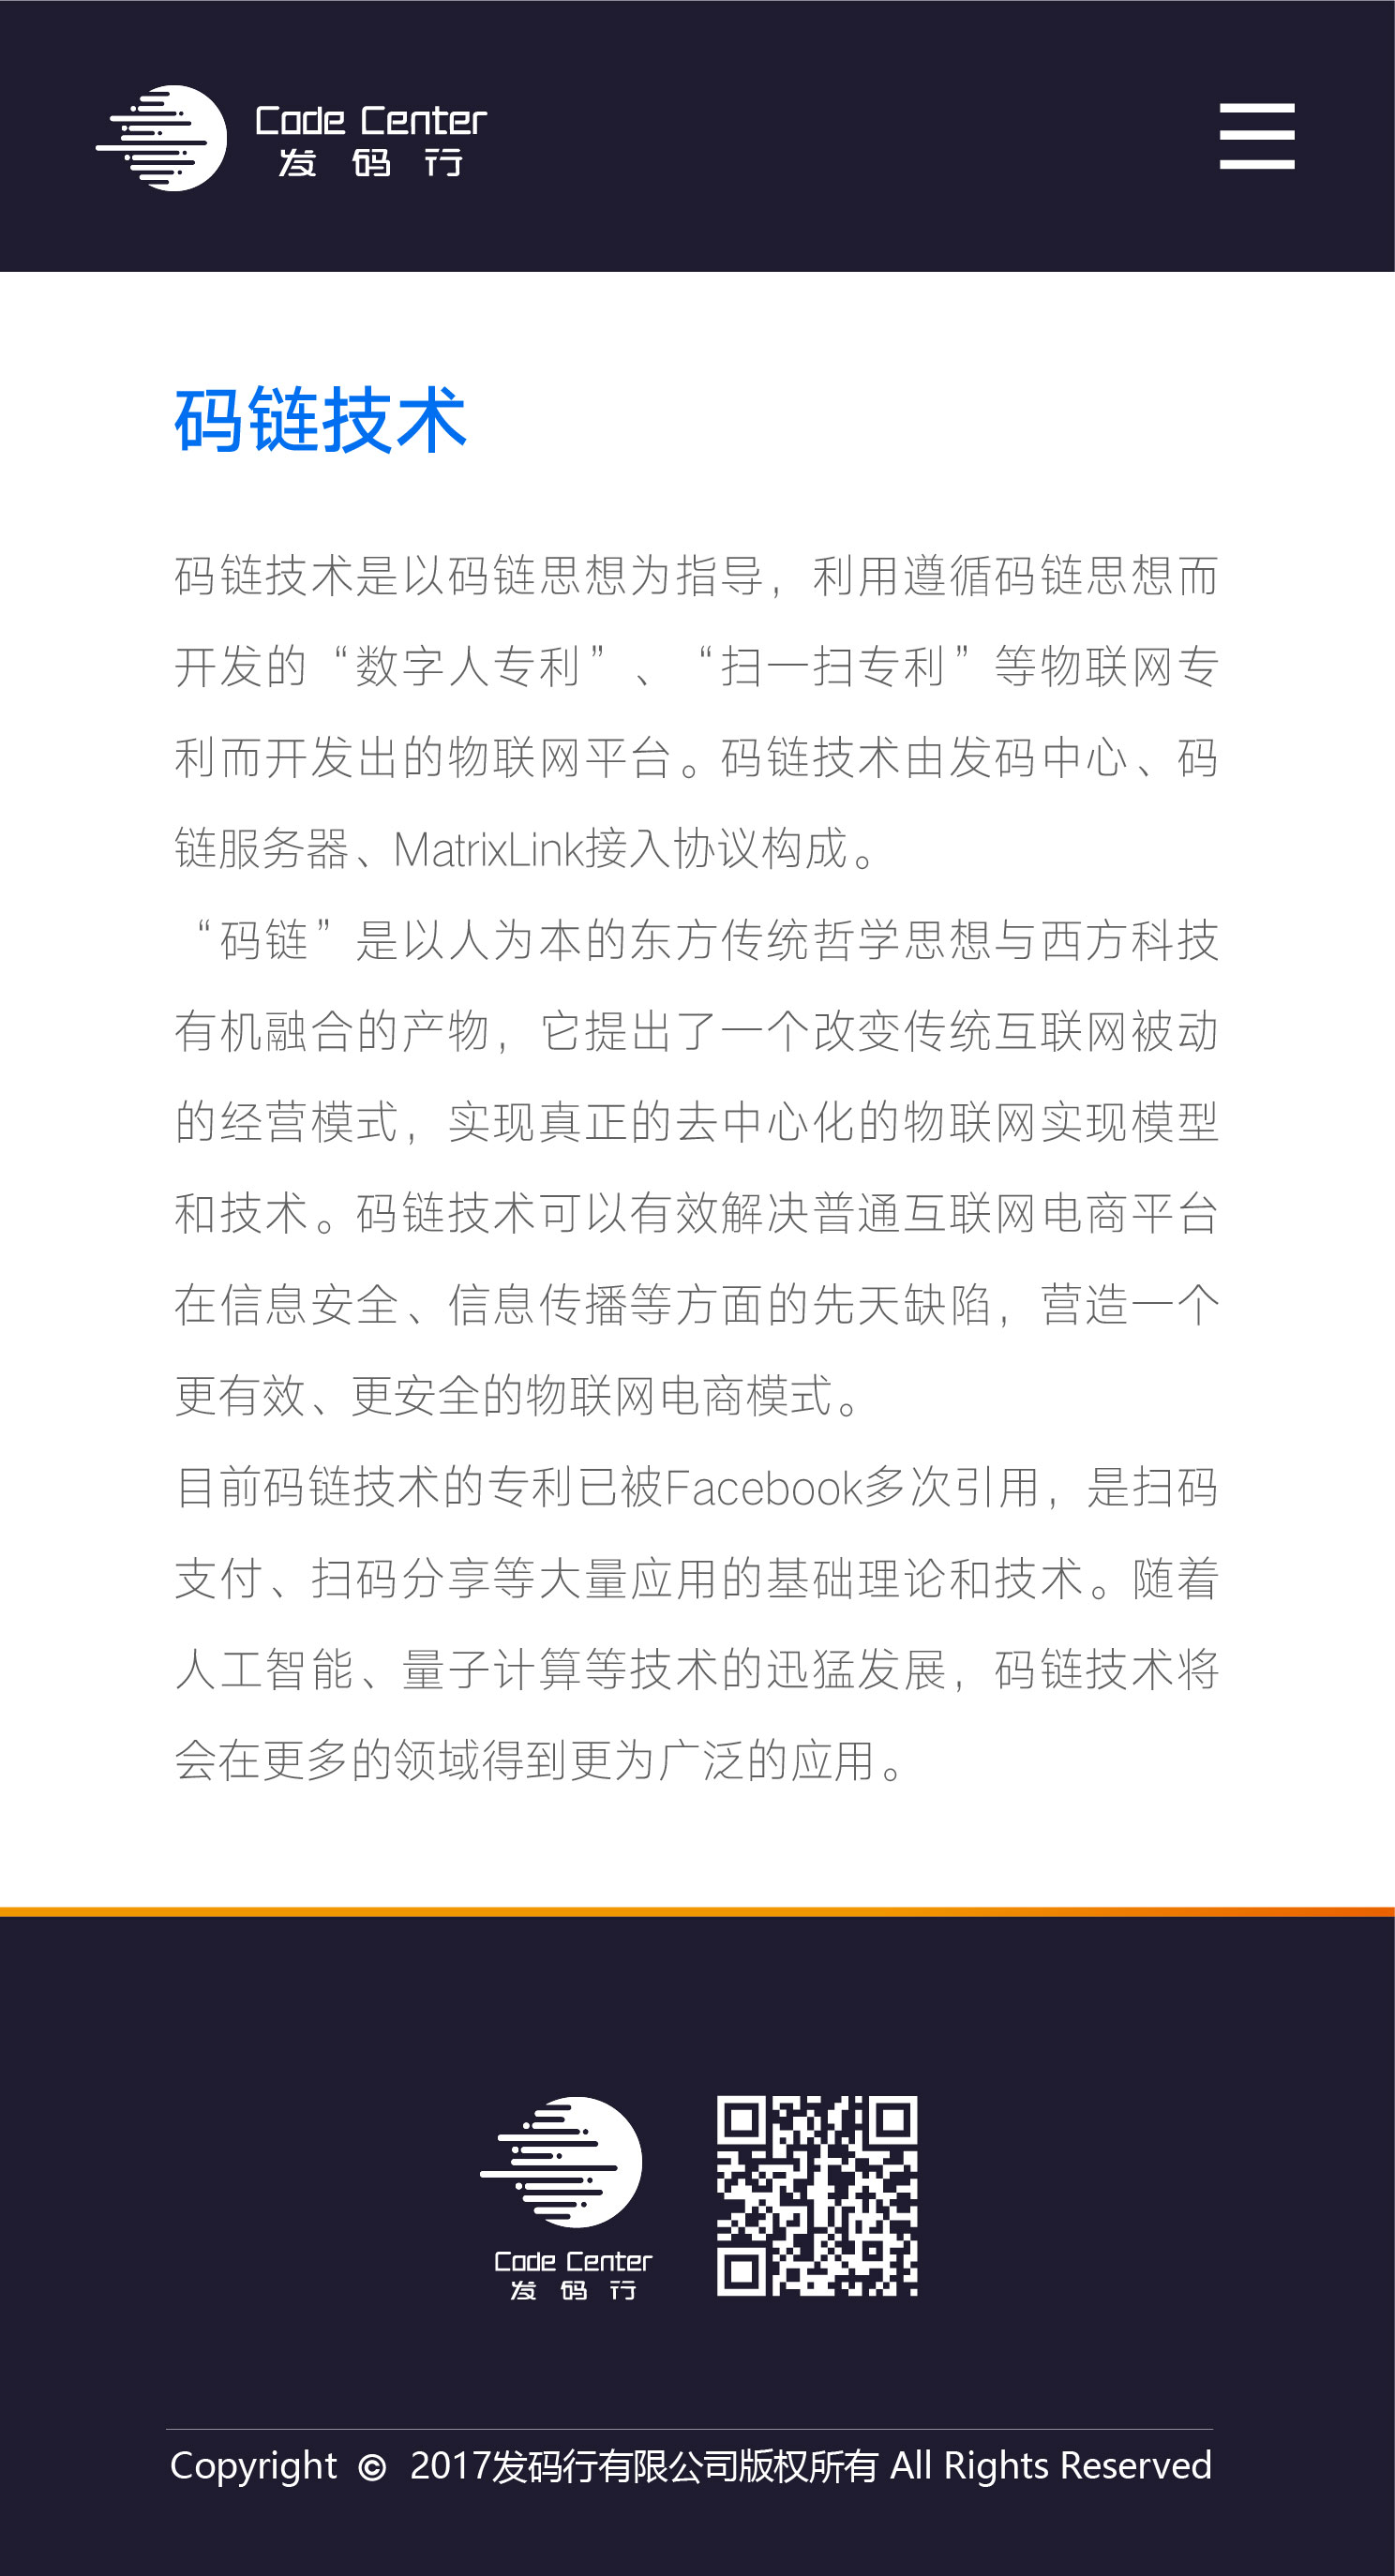 Code Center
发码行
码链技术
码链技术是以码链思想为指导，利用遵循码链思想而
开发的“数字人专利”、“扫一扫专利”等物联网专
利而开发出的物联网平台。码链技术由发码中心、码
链服务器、MatrixLink接入协议构成。
“码链”是以人为本的东方传统哲学思想与西方科技
有机融合的产物，它提出了一个改变传统互联网被动
的经营模式，实现真正的去中心化的物联网实现模型
和技术。码链技术可以有效解决普通互联网电商平台
在信息安全、信息传播等方面的先天缺陷，营造一个
更有效、更安全的物联网电商模式。
目前码链技术的专利已被Facebook多次引用，是扫码
支付、扫码分享等大量应用的基础理论和技术。随着
人工智能、量子计算等技术的迅猛发展，码链技术将
会在更多的领域得到更为广泛的应用。
Code Center
发码行
Copyright © 2017发码行有限公司版权所有 All Rights Reserved